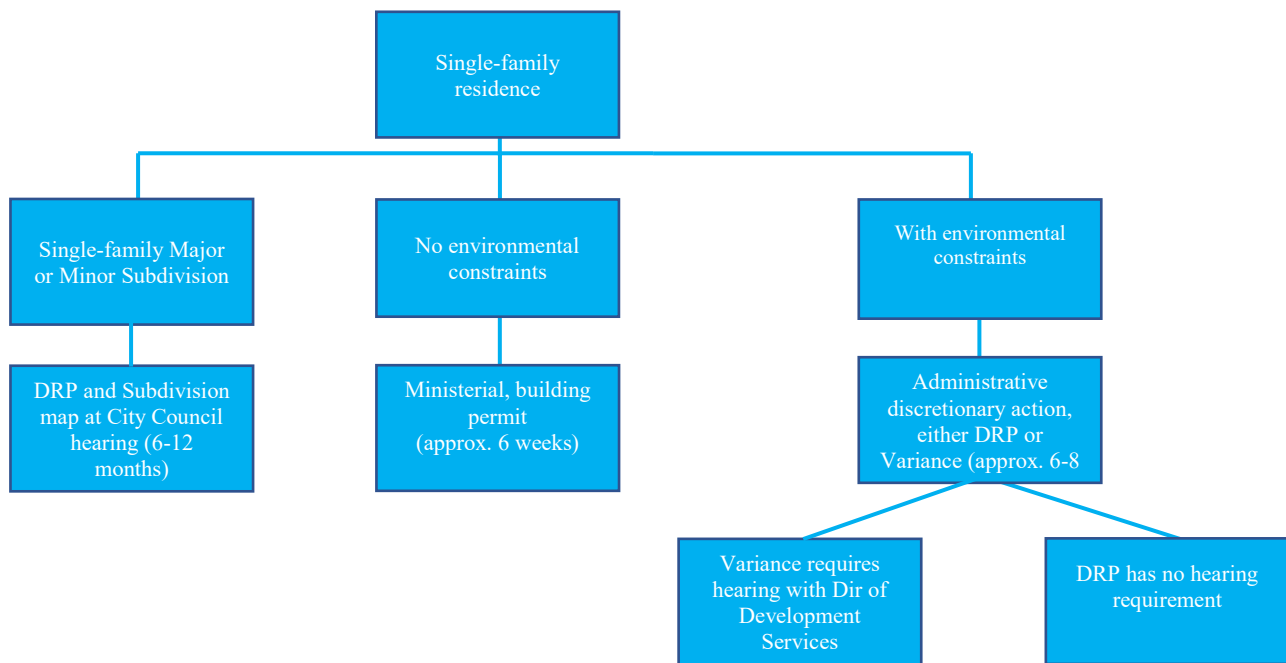 Single-family
residence
Single-family Major
or Minor Subdivision
No environmental
constraints
With environmental
constraints
DRP and Subdivision
map at City Council
hearing (6-12
months)
Ministerial, building
permit
(approx. 6 weeks)
Administrative
discretionary action,
either DRP or
Variance (approx. 6-8
Variance requires
hearing with Dir of
Development
Services
DRP has no hearing
requirement